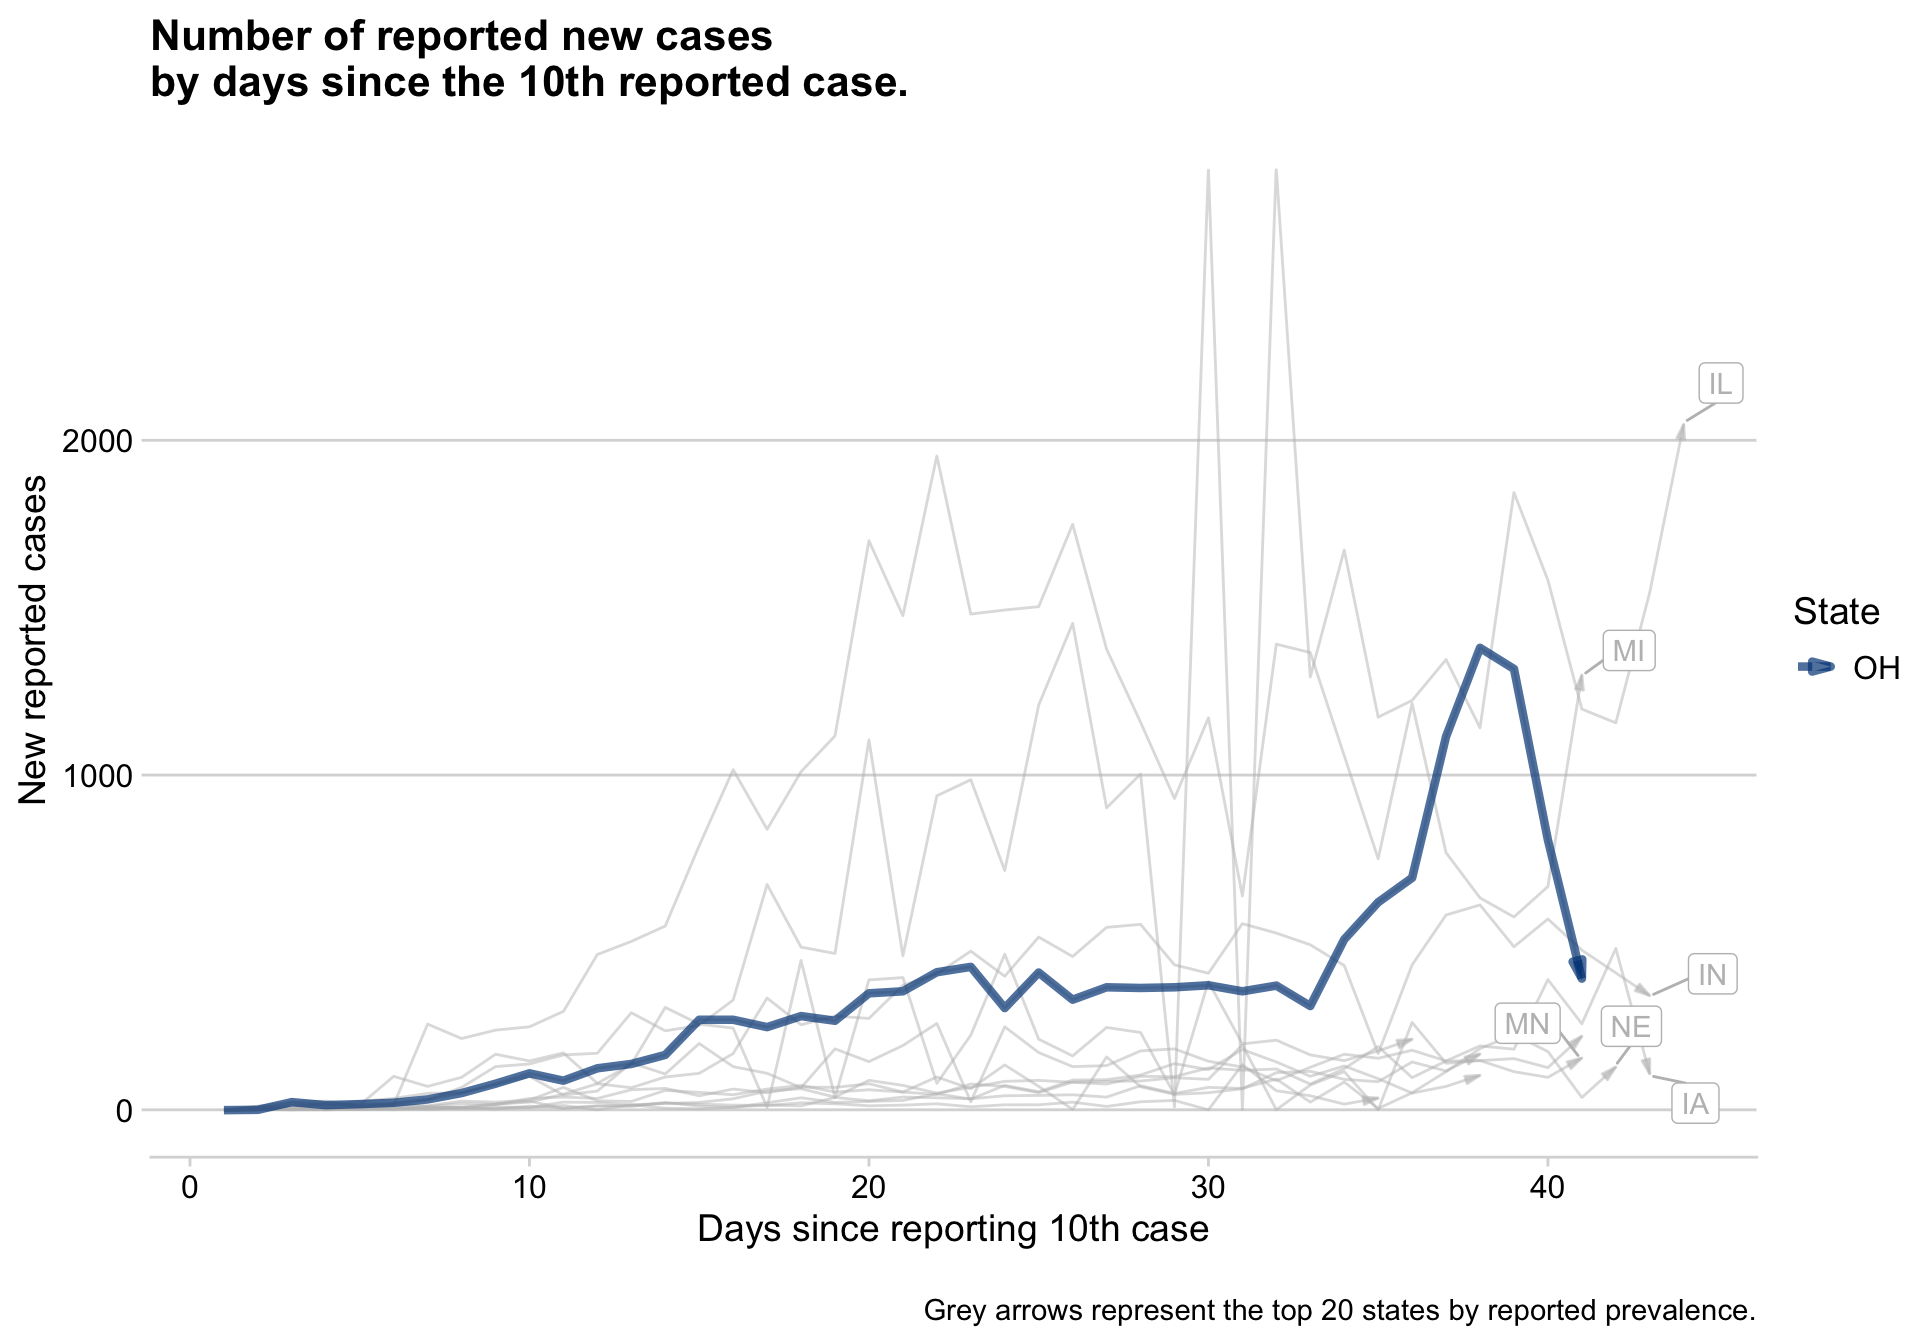 Number of reported new cases
by days since the 10th reported case.
IL
2000
MI
New reported cases
State
OH
1000
IN
MN
NE
IA
0
0 10 20 30 40
Days since reporting 10th case
Grey arrows represent the top 20 states by reported prevalence.